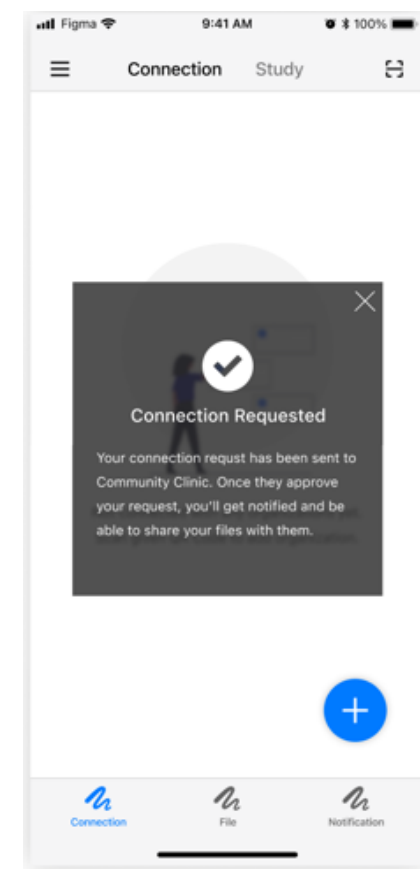 Figma 9:41 AM 100%
Connection Study
Connection Requested
Your connection requst has been sent to
Community Clinic. Once they approve
your request, you'll get notified and be
able to share your files with them.
Connection File Notification